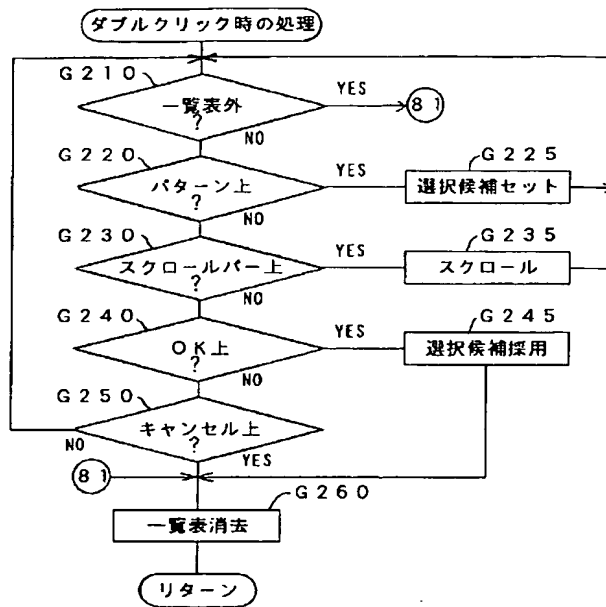 ダブルクリック時の処理
G210
一覧表外
?
YES
81
NO
G220
パターン上
?
YES
G225
選択候補セット
NO
G230
スクロールバー上
?
YES
G235
スクロール
NO
G240
OK上
?
YES
G245
選択候補採用
NO
G250
キャンセル上
?
NO
YES
81
G260
一覧表消去
リターン